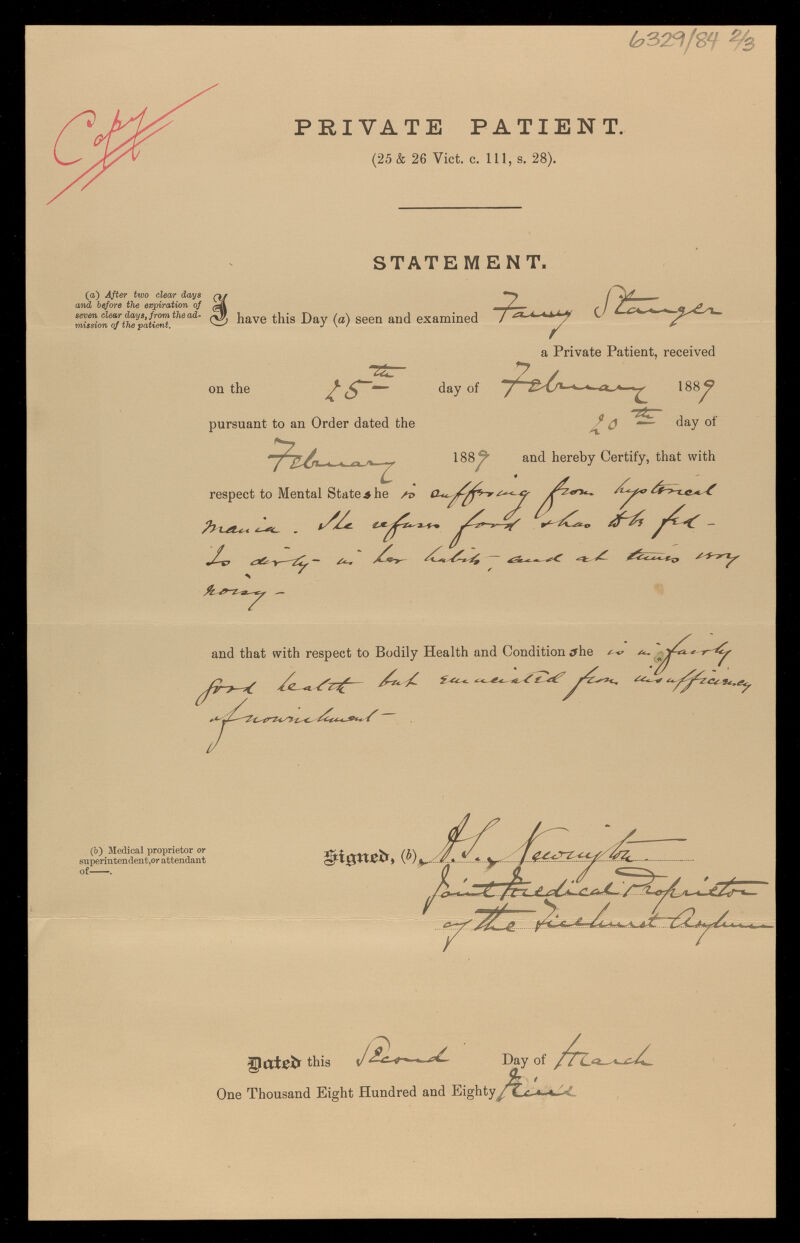 6329/84 2/3
Copy
PRIVATE PATIENT.
(25 & 26 Vict. c. 111, s. 28).
STATEMENT.
(a) After two clear days
and before the expiration of
seven clear days, from the ad-
mission of the patient.
I have this Day (a) seen and examined Fanny Stanger
a Private Patient, received
on the 25th day of February 1889
pursuant to an Order dated the 20th day of
February 1889 and hereby Certify, that with
respect to Mental State she is suffering from hysterical
mania. She refuses food & has to be fed -
Is dirty in her habits, and at times very
noisy -
and that with respect to Bodily Health and Condition she is in fairly
good health but emaciated from insufficiency
of nourishment -
(b) Medical proprietor or
superintendent, or attendant
of ——.
Signed, (b) H.S. Newington
Joint Medical Proprietor
of the Ticehurst Asylum
Dated this Second Day of March
One Thousand Eight Hundred and Eighty Nine